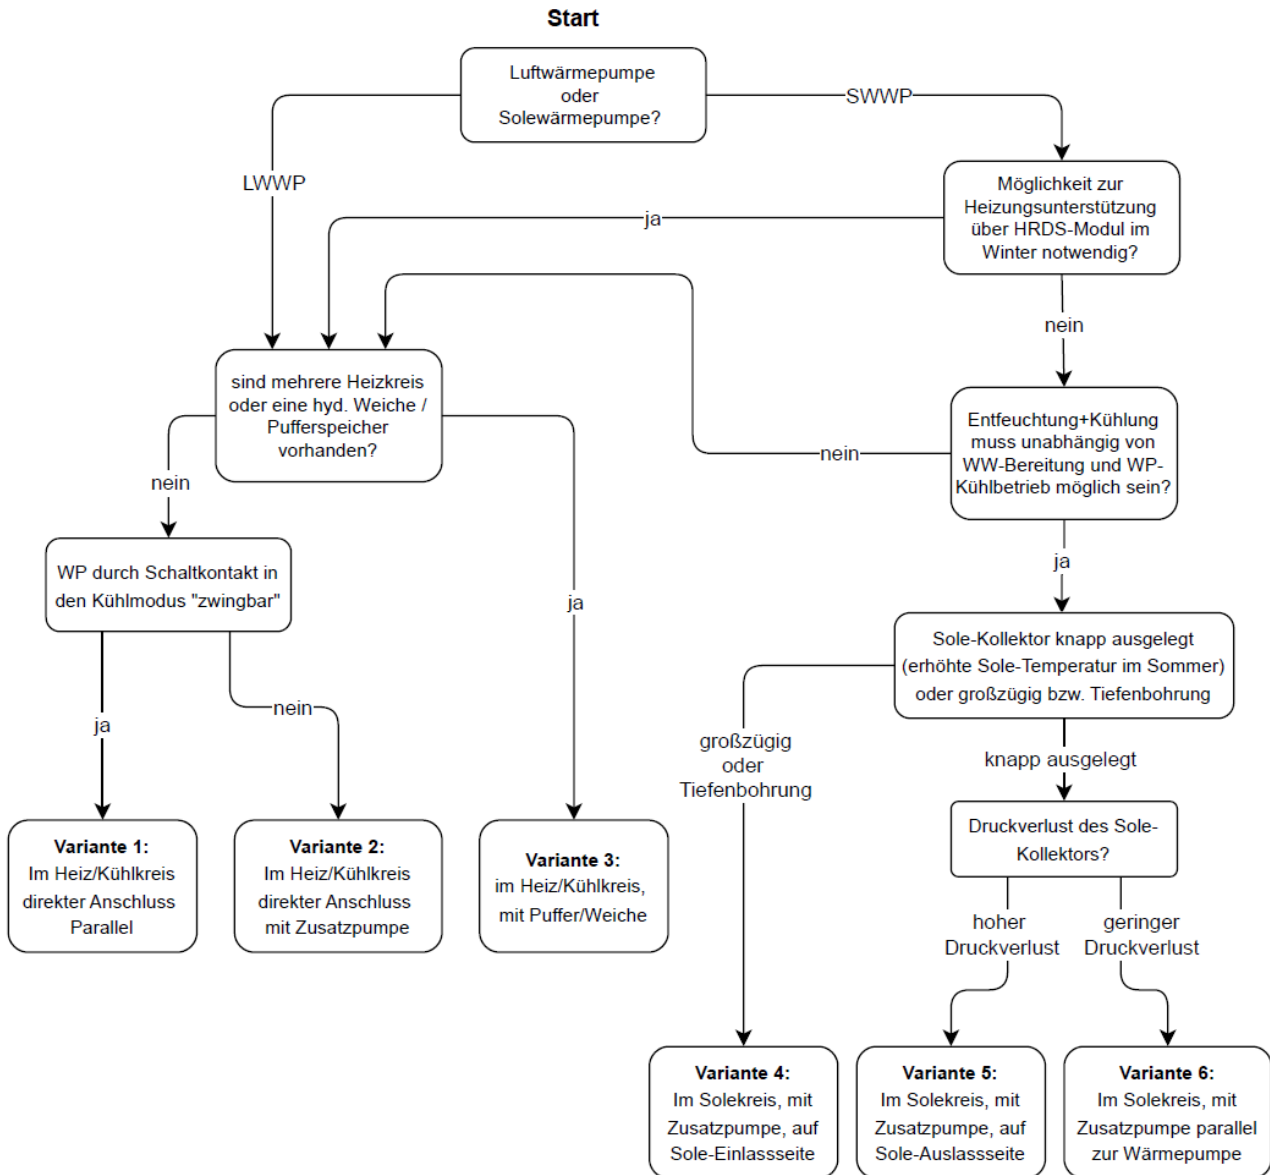 Start
Luftwärmepumpe
oder
Solewärmepumpe?
SWWP
LWWP
Möglichkeit zur
Heizungsunterstützung
über HRDS-Modul im
Winter notwendig?
ja
nein
sind mehrere Heizkreis
oder eine hyd. Weiche /
Pufferspeicher
vorhanden?
Entfeuchtung+Kühlung
muss unabhängig von
WW-Bereitung und WP-
Kühlbetrieb möglich sein?
nein
nein
ja
WP durch Schaltkontakt in
den Kühlmodus "zwingbar"
ja
Sole-Kollektor knapp ausgelegt
(erhöhte Sole-Temperatur im Sommer)
oder großzügig bzw. Tiefenbohrung
ja
nein
großzügig
oder
Tiefenbohrung
knapp ausgelegt
Variante 1:
Im Heiz/Kühlkreis
direkter Anschluss
Parallel
Variante 2:
Im Heiz/Kühlkreis
direkter Anschluss
mit Zusatzpumpe
Variante 3:
im Heiz/Kühlkreis,
mit Puffer/Weiche
Druckverlust des Sole-
Kollektors?
hoher
Druckverlust
geringer
Druckverlust
Variante 4:
Im Solekreis, mit
Zusatzpumpe, auf
Sole-Einlassseite
Variante 5:
Im Solekreis, mit
Zusatzpumpe, auf
Sole-Auslassseite
Variante 6:
Im Solekreis, mit
Zusatzpumpe parallel
zur Wärmepumpe